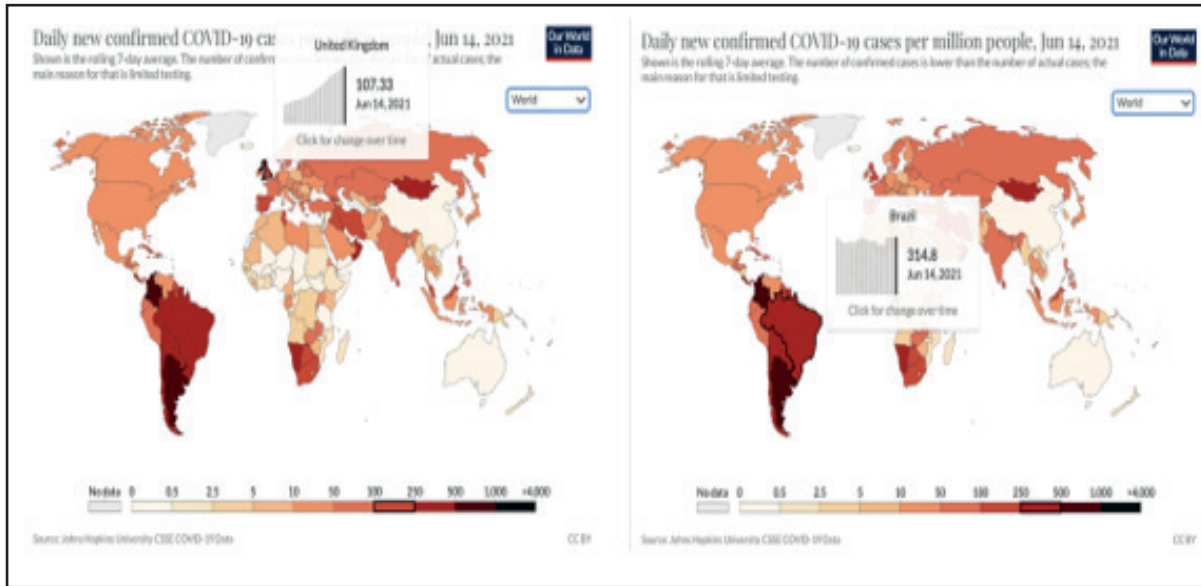 Daily new confirmed COVID-19 cas , Jun 14, 2021
Our World
in Data
Shown is the rolling 7-day average. The number of confirm of actual cases; the
main reason for that is limited testing.
United Kingdom
107.33
Jun 14, 2021
Click for change over time
World
No data 0 0.5 2.5 5 10 50 100 250 500 1,000 >4,000
Source: Johns Hopkins University CSSE COVID-19 Data CC BY
Daily new confirmed COVID-19 cases per million people, Jun 14, 2021
Our World
in Data
Shown is the rolling 7-day average. The number of confirmed cases is lower than the number of actual cases; the
main reason for that is limited testing.
World
Brazil
314.8
Jun 14, 2021
Click for change over time
No data 0 0.5 2.5 5 10 50 100 250 500 1,000 >4,000
Source: Johns Hopkins University CSSE COVID-19 Data CC BY